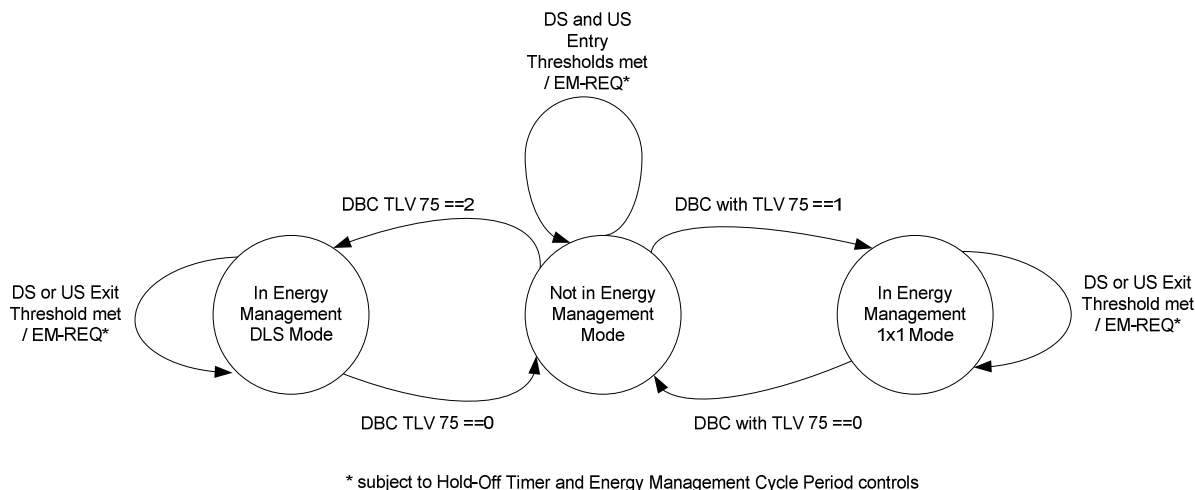 DS and US
Entry
Thresholds met
/ EM-REQ*
DBC TLV 75 ==2
DBC with TLV 75 ==1
DS or US Exit
Threshold met
/ EM-REQ*
In Energy
Management
DLS Mode
Not in Energy
Management
Mode
In Energy
Management
1x1 Mode
DS or US Exit
Threshold met
/ EM-REQ*
DBC TLV 75 ==0
DBC with TLV 75 ==0
* subject to Hold-Off Timer and Energy Management Cycle Period controls